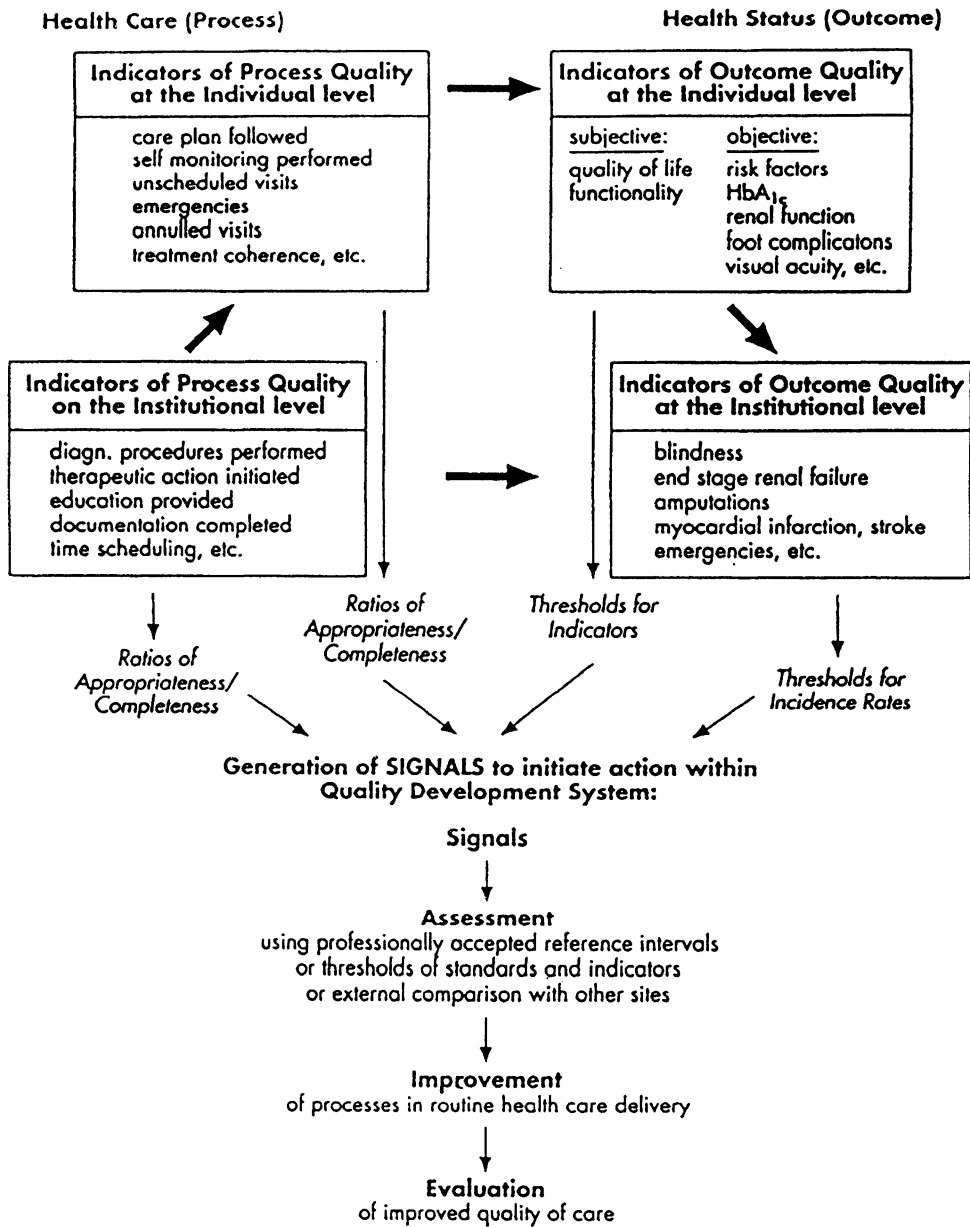 Health Care (Process)
Health Status (Outcome)
Indicators of Process Quality
at the Individual level
care plan followed
self monitoring performed
unscheduled visits
emergencies
annulled visits
treatment coherence, etc.
Indicators of Outcome Quality
at the Individual level
subjective:
quality of life
functionality
objective:
risk factors
HbA1c
renal function
foot complicatons
visual acuity, etc.
Indicators of Process Quality
on the Institutional level
diagn. procedures performed
therapeutic action initiated
education provided
documentation completed
time scheduling, etc.
Indicators of Outcome Quality
at the Institutional level
blindness
end stage renal failure
amputations
myocardial infarction, stroke
emergencies, etc.
Ratios of
Appropriateness/
Completeness
Ratios of
Appropriateness/
Completeness
Thresholds for
Indicators
Thresholds for
Incidence Rates
Generation of SIGNALS to initiate action within
Quality Development System:
Signals
Assessment
using professionally accepted reference intervals
or thresholds of standards and indicators
or external comparison with other sites
Improvement
of processes in routine health care delivery
Evaluation
of improved quality of care